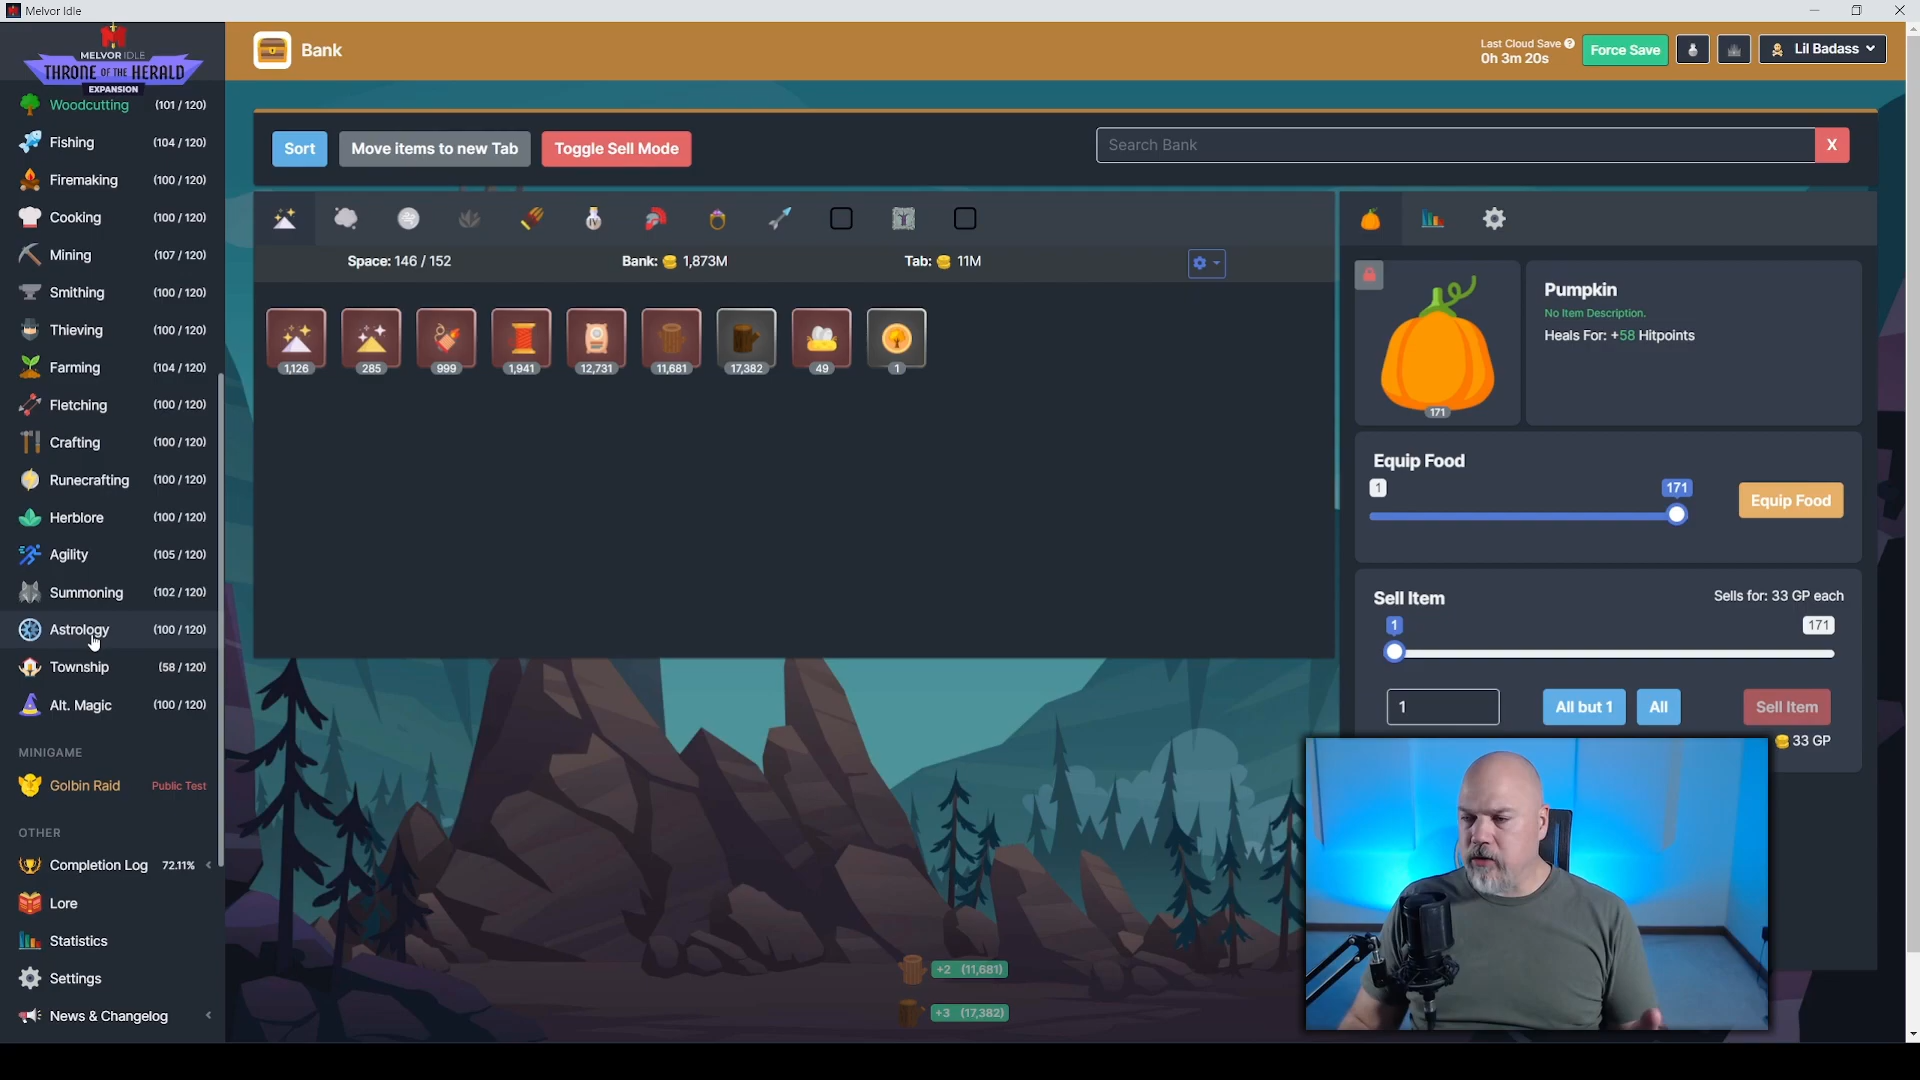 Melvor Idle
MELVOR IDLE
THRONE OF THE HERALD
EXPANSION
Bank
Last Cloud Save
0h 3m 20s
Force Save
Lil Badass
Woodcutting (101 / 120)
Fishing (104 / 120)
Firemaking (100 / 120)
Cooking (100 / 120)
Mining (107 / 120)
Smithing (100 / 120)
Thieving (100 / 120)
Farming (104 / 120)
Fletching (100 / 120)
Crafting (100 / 120)
Runecrafting (100 / 120)
Herblore (100 / 120)
Agility (105 / 120)
Summoning (102 / 120)
Astrology (100 / 120)
Township (58 / 120)
Alt. Magic (100 / 120)
MINIGAME
Golbin Raid Public Test
OTHER
Completion Log 72.11%
Lore
Statistics
Settings
News & Changelog
Sort
Move items to new Tab
Toggle Sell Mode
Search Bank
X
IV
Space: 146 / 152
Bank: 1,873M
Tab: 11M
1,126
285
999
1,941
12,731
11,681
17,382
49
1
+2 (11,681)
+3 (17,382)
171
Pumpkin
No Item Description.
Heals For: +58 Hitpoints
Equip Food
1
171
Equip Food
Sell Item
Sells for: 33 GP each
1
171
1
All but 1
All
Sell Item
33 GP